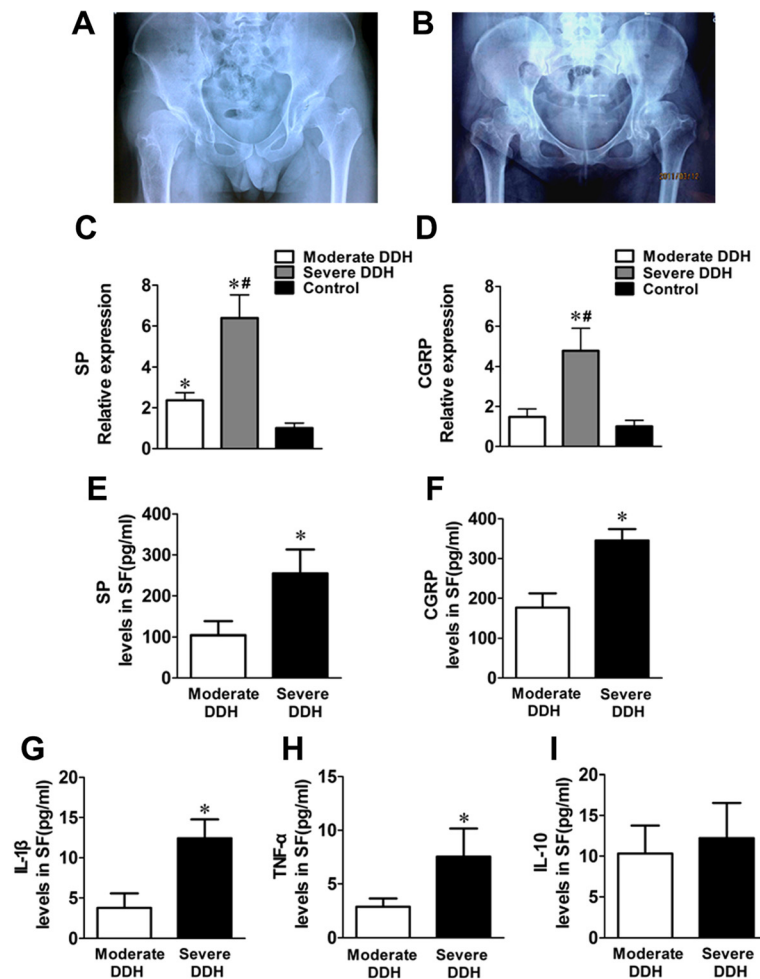 A
B
C
Moderate DDH
Severe DDH
Control
SP
Relative expression
8
6
4
2
0
*
*#
D
Moderate DDH
Severe DDH
Control
CGRP
Relative expression
8
6
4
2
0
*#
E
SP
levels in SF(pg/ml)
400
300
200
100
0
*
Moderate
DDH
Severe
DDH
F
CGRP
levels in SF(pg/ml)
400
300
200
100
0
*
Moderate
DDH
Severe
DDH
G
IL-1β
levels in SF(pg/ml)
20
15
10
5
0
*
Moderate
DDH
Severe
DDH
H
TNF-α
levels in SF(pg/ml)
15
10
5
0
*
Moderate
DDH
Severe
DDH
I
IL-10
levels in SF(pg/ml)
20
15
10
5
0
Moderate
DDH
Severe
DDH